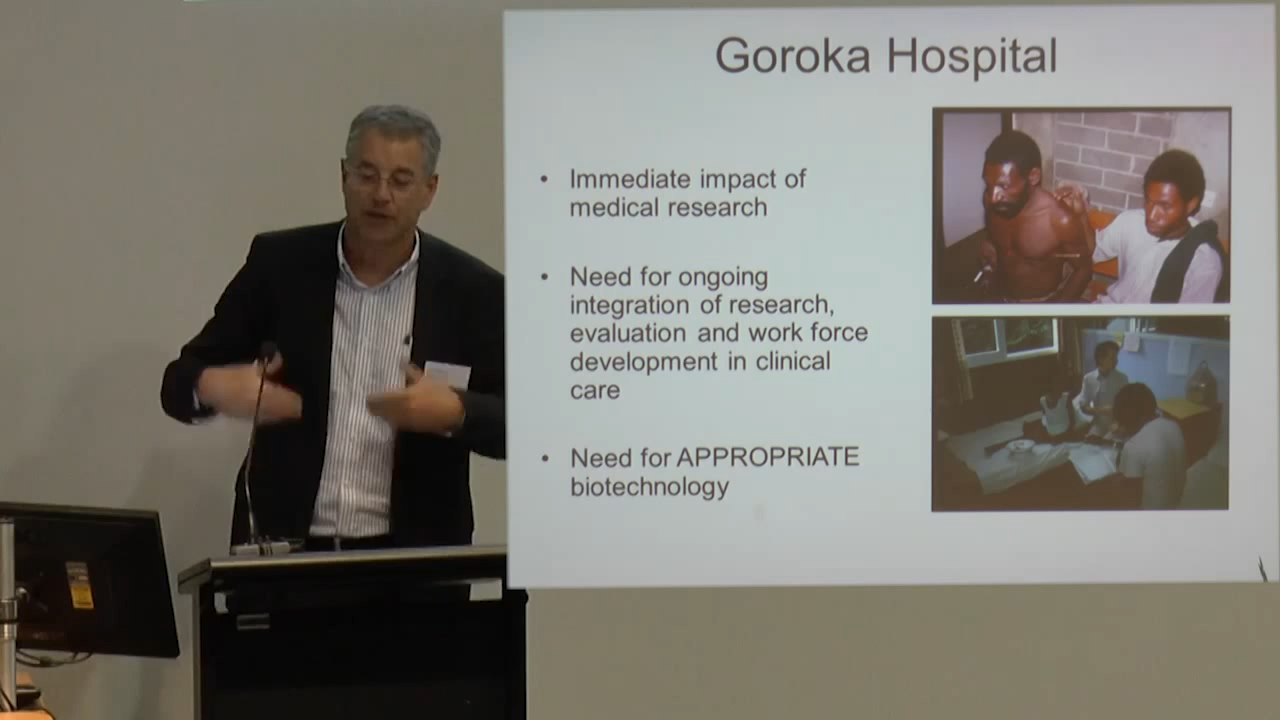 Goroka Hospital
• Immediate impact of
medical research
• Need for ongoing
integration of research,
evaluation and work force
development in clinical
care
• Need for APPROPRIATE
biotechnology